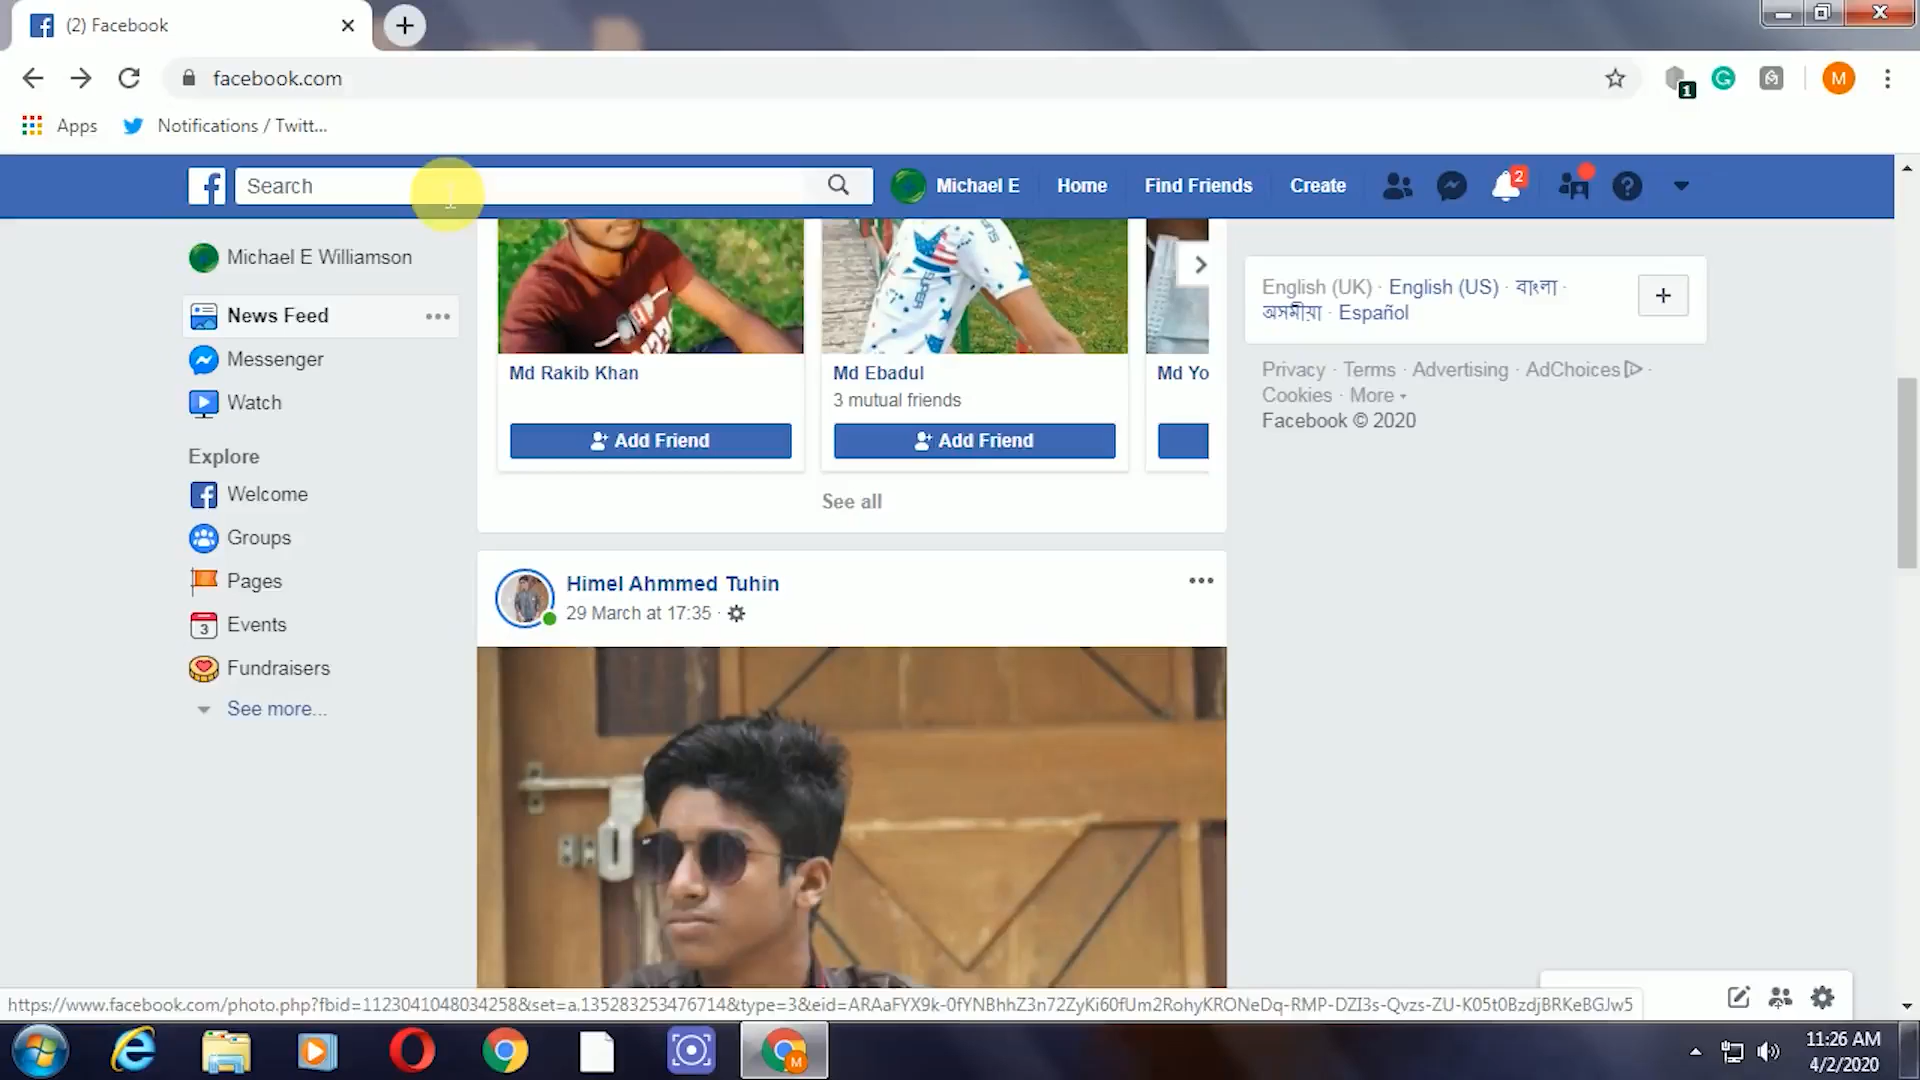 (2) Facebook
facebook.com
1
M
Apps
Notifications / Twitt...
Search
Michael E
Home
Find Friends
Create
2
Michael E Williamson
News Feed
Messenger
Watch
Explore
Welcome
Groups
Pages
3
Events
Fundraisers
See more...
Md Rakib Khan
Add Friend
Md Ebadul
3 mutual friends
Add Friend
Md Yo
See all
Himel Ahmmed Tuhin
29 March at 17:35 ·
English (UK) · English (US) · বাংলা ·
অসমীয়া · Español
Privacy · Terms · Advertising · AdChoices ·
Cookies · More
Facebook © 2020
https://www.facebook.com/photo.php?fbid=1123041048034258&set=a.135283253476714&type=3&eid=ARAaFYX9k-0fYNBhhZ3n72ZyKi60fUm2RohyKRONeDq-RMP-DZI3s-Qvzs-ZU-K05t0BzdjBRKeBGJw5
M
11:26 AM
4/2/2020